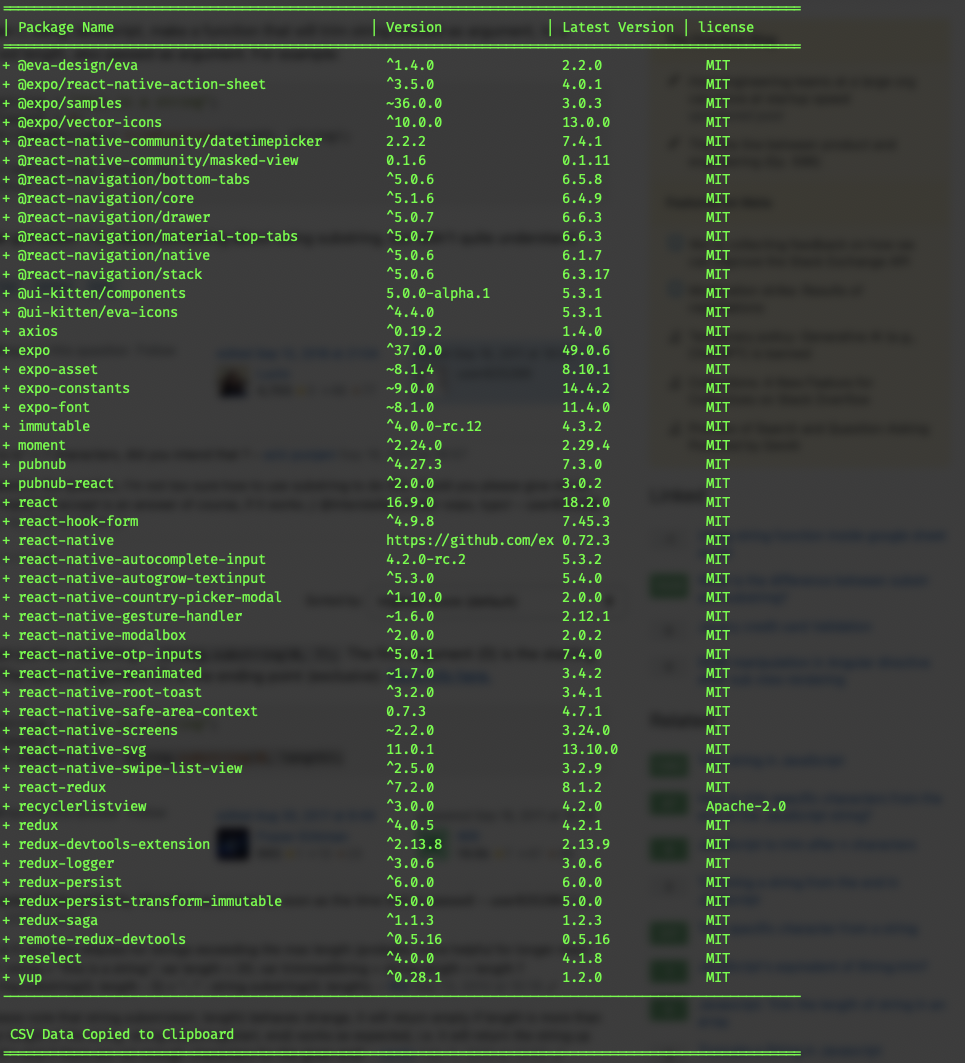 | Package Name | Version | Latest Version | license
+ @eva-design/eva ^1.4.0 2.2.0 MIT
+ @expo/react-native-action-sheet ^3.5.0 4.0.1 MIT
+ @expo/samples ~36.0.0 3.0.3 MIT
+ @expo/vector-icons ^10.0.0 13.0.0 MIT
+ @react-native-community/datetimepicker 2.2.2 7.4.1 MIT
+ @react-native-community/masked-view 0.1.6 0.1.11 MIT
+ @react-navigation/bottom-tabs ^5.0.6 6.5.8 MIT
+ @react-navigation/core ^5.1.6 6.4.9 MIT
+ @react-navigation/drawer ^5.0.7 6.6.3 MIT
+ @react-navigation/material-top-tabs ^5.0.7 6.6.3 MIT
+ @react-navigation/native ^5.0.6 6.1.7 MIT
+ @react-navigation/stack ^5.0.6 6.3.17 MIT
+ @ui-kitten/components 5.0.0-alpha.1 5.3.1 MIT
+ @ui-kitten/eva-icons ^4.4.0 5.3.1 MIT
+ axios ^0.19.2 1.4.0 MIT
+ expo ^37.0.0 49.0.6 MIT
+ expo-asset ~8.1.4 8.10.1 MIT
+ expo-constants ~9.0.0 14.4.2 MIT
+ expo-font ~8.1.0 11.4.0 MIT
+ immutable ^4.0.0-rc.12 4.3.2 MIT
+ moment ^2.24.0 2.29.4 MIT
+ pubnub ^4.27.3 7.3.0 MIT
+ pubnub-react ^2.0.0 3.0.2 MIT
+ react 16.9.0 18.2.0 MIT
+ react-hook-form ^4.9.8 7.45.3 MIT
+ react-native https://github.com/ex 0.72.3 MIT
+ react-native-autocomplete-input 4.2.0-rc.2 5.3.2 MIT
+ react-native-autogrow-textinput ^5.3.0 5.4.0 MIT
+ react-native-country-picker-modal ^1.10.0 2.0.0 MIT
+ react-native-gesture-handler ~1.6.0 2.12.1 MIT
+ react-native-modalbox ^2.0.0 2.0.2 MIT
+ react-native-otp-inputs ^5.0.1 7.4.0 MIT
+ react-native-reanimated ~1.7.0 3.4.2 MIT
+ react-native-root-toast ^3.2.0 3.4.1 MIT
+ react-native-safe-area-context 0.7.3 4.7.1 MIT
+ react-native-screens ~2.2.0 3.24.0 MIT
+ react-native-svg 11.0.1 13.10.0 MIT
+ react-native-swipe-list-view ^2.5.0 3.2.9 MIT
+ react-redux ^7.2.0 8.1.2 MIT
+ recyclerlistview ^3.0.0 4.2.0 Apache-2.0
+ redux ^4.0.5 4.2.1 MIT
+ redux-devtools-extension ^2.13.8 2.13.9 MIT
+ redux-logger ^3.0.6 3.0.6 MIT
+ redux-persist ^6.0.0 6.0.0 MIT
+ redux-persist-transform-immutable ^5.0.0 5.0.0 MIT
+ redux-saga ^1.1.3 1.2.3 MIT
+ remote-redux-devtools ^0.5.16 0.5.16 MIT
+ reselect ^4.0.0 4.1.8 MIT
+ yup ^0.28.1 1.2.0 MIT
CSV Data Copied to Clipboard